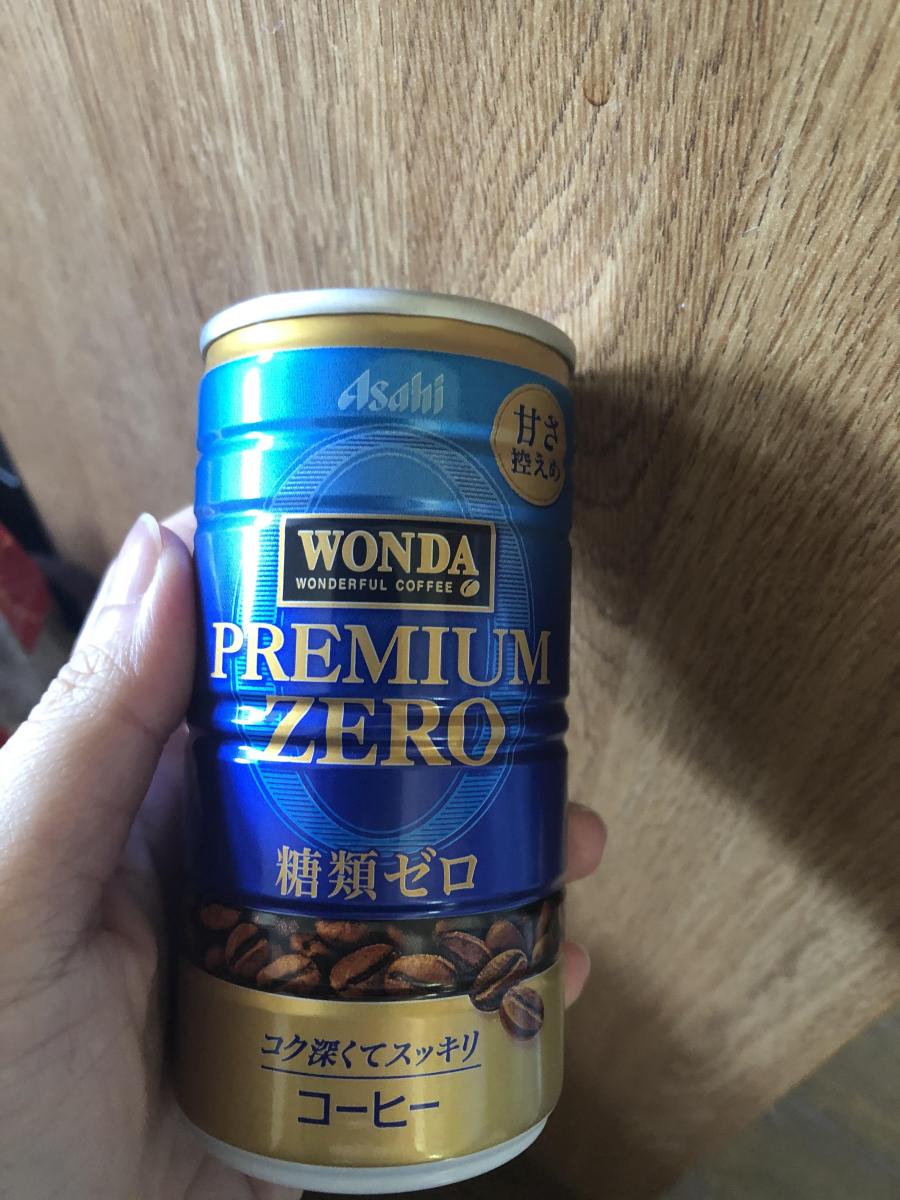 Asahi
甘さ
控えめ
WONDA
WONDERFUL COFFEE
PREMIUM
ZERO
糖類ゼロ
コク深くてスッキリ
コーヒー